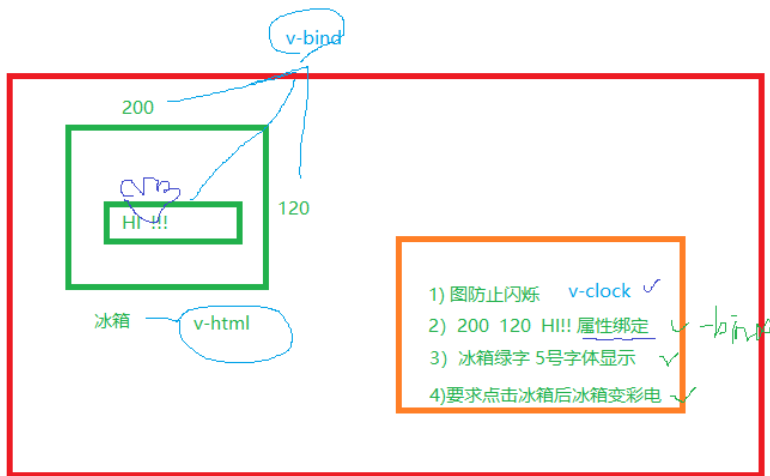 v-bind
200
HI !!!
120
冰箱
v-html
1) 图防止闪烁 v-clock
2) 200 120 HI!! 属性绑定 -bind
3) 冰箱绿字 5号字体显示
4)要求点击冰箱后冰箱变彩电